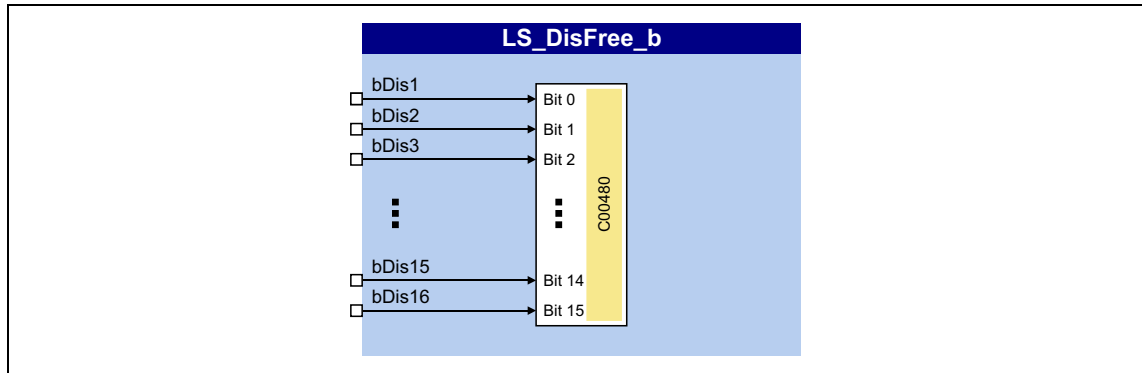 LS_DisFree_b
bDis1
Bit 0
bDis2
Bit 1
bDis3
Bit 2
C00480
bDis15
Bit 14
bDis16
Bit 15